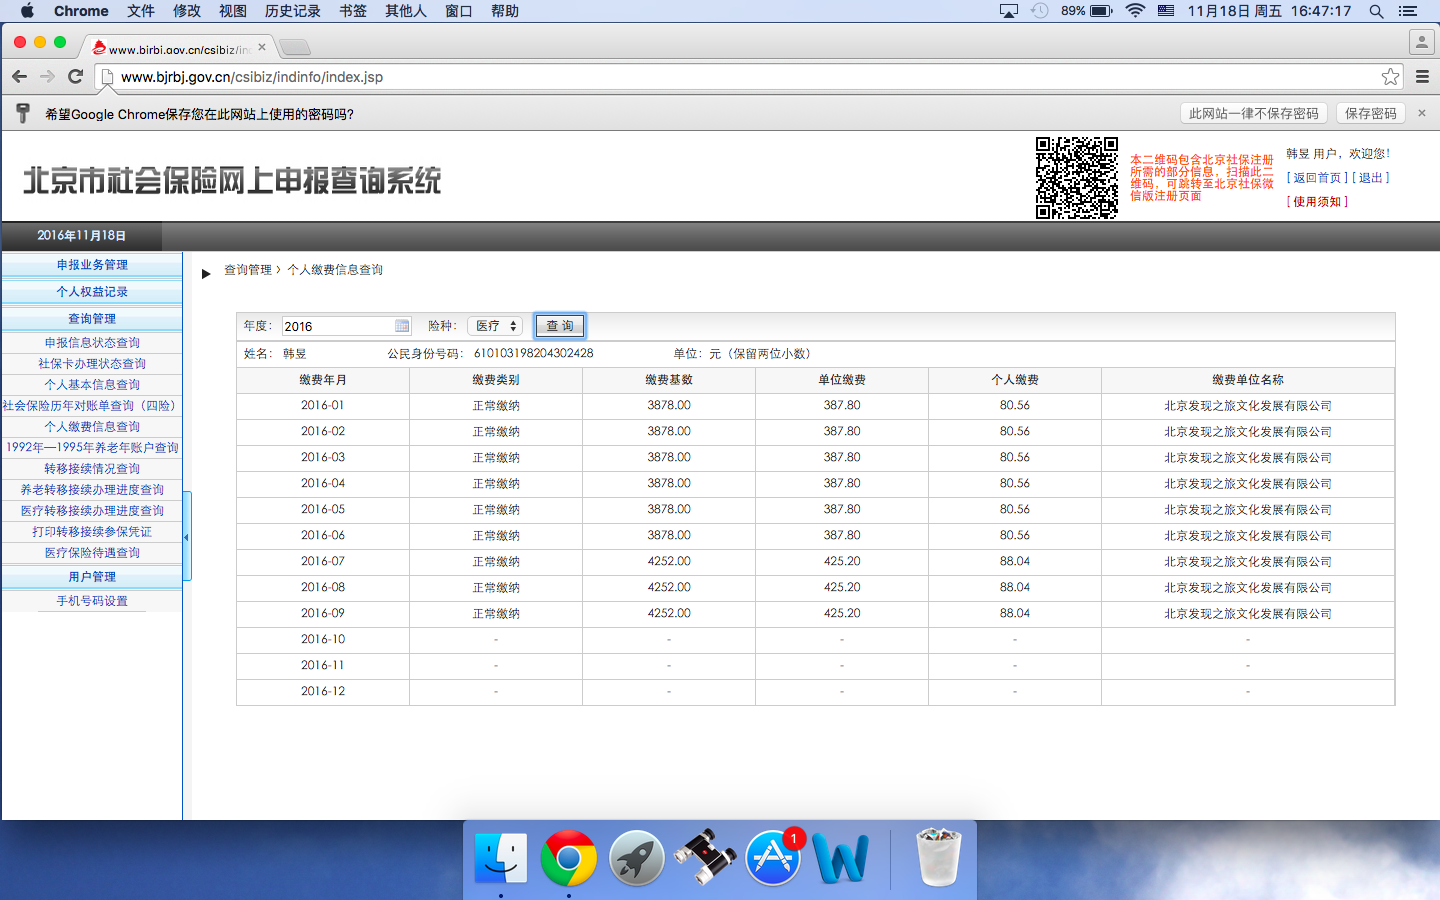 Chrome 文件 修改 视图 历史记录 书签 其他人 窗口 帮助 89% 11月18日 周五 16:47:17
www.bjrbj.gov.cn/csibiz/in
www.bjrbj.gov.cn/csibiz/indinfo/index.jsp
希望Google Chrome保存您在此网站上使用的密码吗? 此网站一律不保存密码 保存密码
北京市社会保险网上申报查询系统
本二维码包含北京社保注册
所需的部分信息，扫描此二
维码，可跳转至北京社保微
信版注册页面
韩昱 用户，欢迎您!
[ 返回首页 ] [ 退出 ]
[ 使用须知 ]
2016年11月18日
申报业务管理
个人权益记录
查询管理
申报信息状态查询
社保卡办理状态查询
个人基本信息查询
社会保险历年对账单查询（四险）
个人缴费信息查询
1992年—1995年养老年账户查询
转移接续情况查询
养老转移接续办理进度查询
医疗转移接续办理进度查询
打印转移接续参保凭证
医疗保险待遇查询
用户管理
手机号码设置
查询管理 〉 个人缴费信息查询
年度： 2016 险种： 医疗 查 询
姓名： 韩昱 公民身份号码： 610103198204302428 单位：元（保留两位小数）
缴费年月 缴费类别 缴费基数 单位缴费 个人缴费 缴费单位名称
2016-01 正常缴纳 3878.00 387.80 80.56 北京发现之旅文化发展有限公司
2016-02 正常缴纳 3878.00 387.80 80.56 北京发现之旅文化发展有限公司
2016-03 正常缴纳 3878.00 387.80 80.56 北京发现之旅文化发展有限公司
2016-04 正常缴纳 3878.00 387.80 80.56 北京发现之旅文化发展有限公司
2016-05 正常缴纳 3878.00 387.80 80.56 北京发现之旅文化发展有限公司
2016-06 正常缴纳 3878.00 387.80 80.56 北京发现之旅文化发展有限公司
2016-07 正常缴纳 4252.00 425.20 88.04 北京发现之旅文化发展有限公司
2016-08 正常缴纳 4252.00 425.20 88.04 北京发现之旅文化发展有限公司
2016-09 正常缴纳 4252.00 425.20 88.04 北京发现之旅文化发展有限公司
2016-10 - - - - -
2016-11 - - - - -
2016-12 - - - - -
1